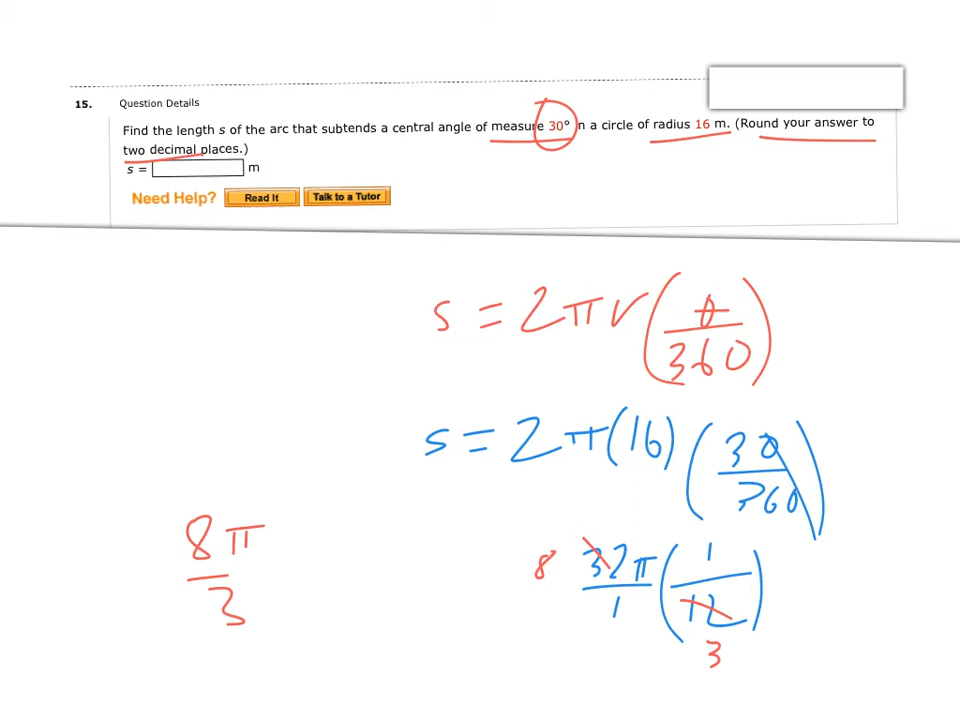 15. Question Details
Find the length s of the arc that subtends a central angle of measure 30° in a circle of radius 16 m. (Round your answer to
two decimal places.)
s = m
Need Help? Read It Talk to a Tutor
s = 2πr(θ/360)
s = 2π(16)(30/360)
8 32π/1 (1/12) 3
8π/3